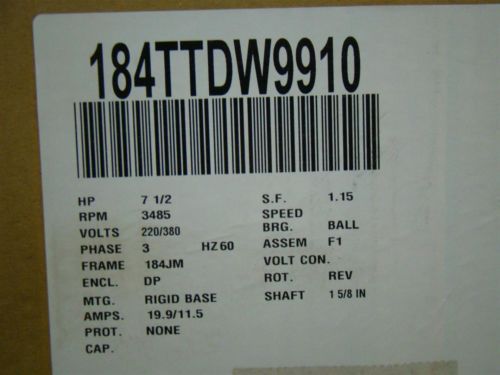 184TTDW9910
HP 7 1/2 S.F. 1.15
RPM 3485 SPEED
VOLTS 220/380 BRG. BALL
PHASE 3 HZ 60 ASSEM F1
FRAME 184JM VOLT CON.
ENCL. DP ROT. REV
MTG. RIGID BASE SHAFT 1 5/8 IN
AMPS. 19.9/11.5
PROT. NONE
CAP.